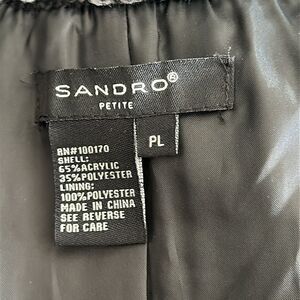 SANDRO®
PETITE
PL
RN#100170
SHELL:
65%ACRYLIC
35%POLYESTER
LINING:
100%POLYESTER
MADE IN CHINA
SEE REVERSE
FOR CARE